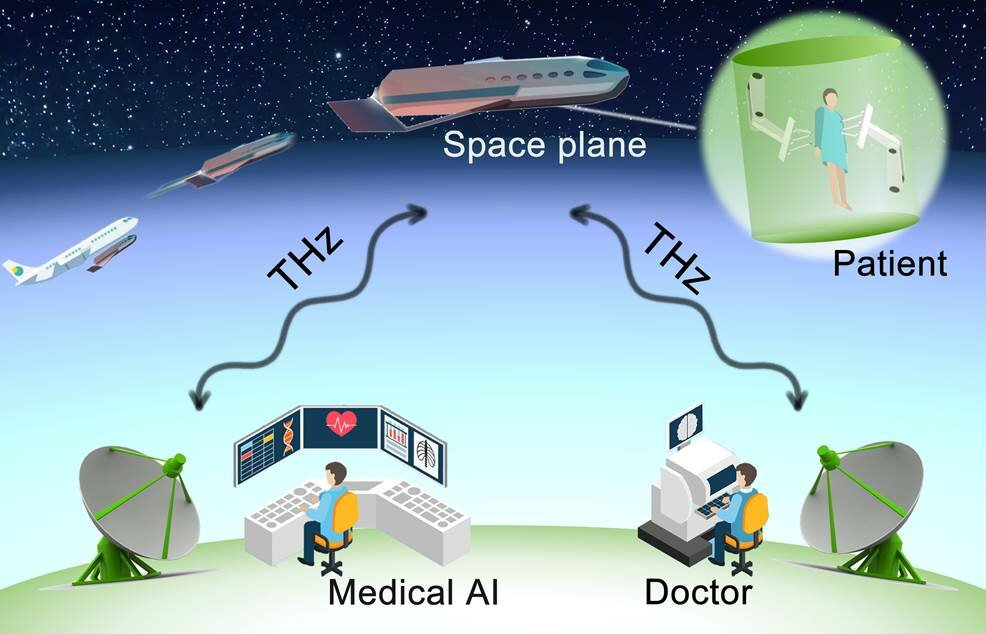 Space plane
THz
THz
Patient
Medical AI
Doctor